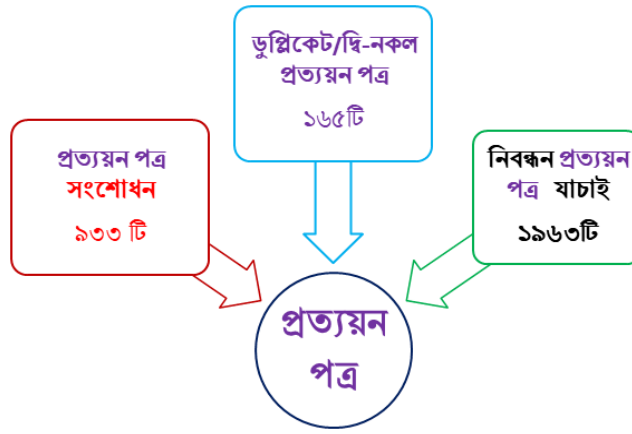 ডুপ্লিকেট/দ্বি-নকল
প্রত্যয়ন পত্র
১৬৫টি
প্রত্যয়ন পত্র
সংশোধন
৯৩৩ টি
নিবন্ধন প্রত্যয়ন
পত্র যাচাই
১৯৬৩টি
প্রত্যয়ন
পত্র